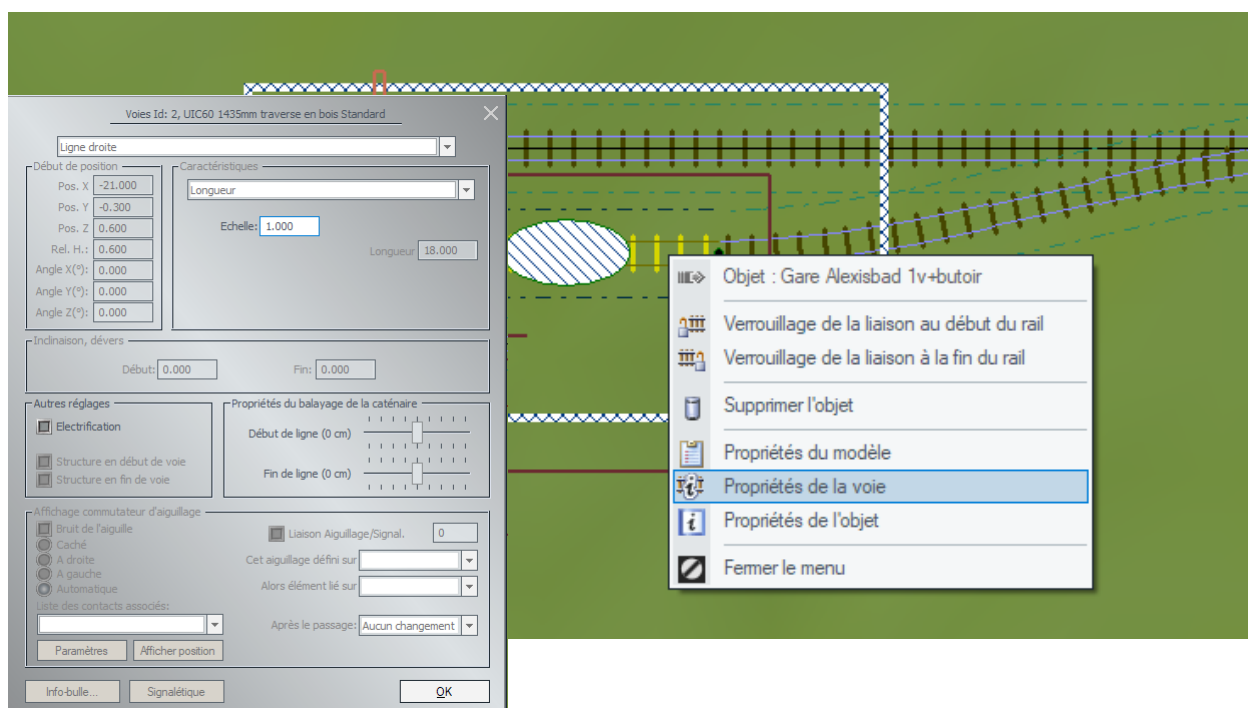 Voies Id: 2, UIC60 1435mm traverse en bois Standard
Ligne droite
Début de position
Pos. X -21.000
Pos. Y -0.300
Pos. Z 0.600
Rel. H.: 0.600
Angle X(°): 0.000
Angle Y(°): 0.000
Angle Z(°): 0.000
Caractéristiques
Longueur
Echelle: 1.000
Longueur 18.000
Inclinaison, dévers
Début: 0.000 Fin: 0.000
Autres réglages
Electrification
Structure en début de voie
Structure en fin de voie
Propriétés du balayage de la caténaire
Début de ligne (0 cm)
Fin de ligne (0 cm)
Affichage commutateur d'aiguillage
Bruit de l'aiguille
Caché
A droite
A gauche
Automatique
Liste des contacts associés:
Paramètres Afficher position
Liaison Aiguillage/Signal. 0
Cet aiguillage défini sur
Alors élément lié sur
Après le passage: Aucun changement
Info-bulle... Signalétique OK
Objet : Gare Alexisbad 1v+butoir
Verrouillage de la liaison au début du rail
Verrouillage de la liaison à la fin du rail
Supprimer l'objet
Propriétés du modèle
Propriétés de la voie
Propriétés de l'objet
Fermer le menu